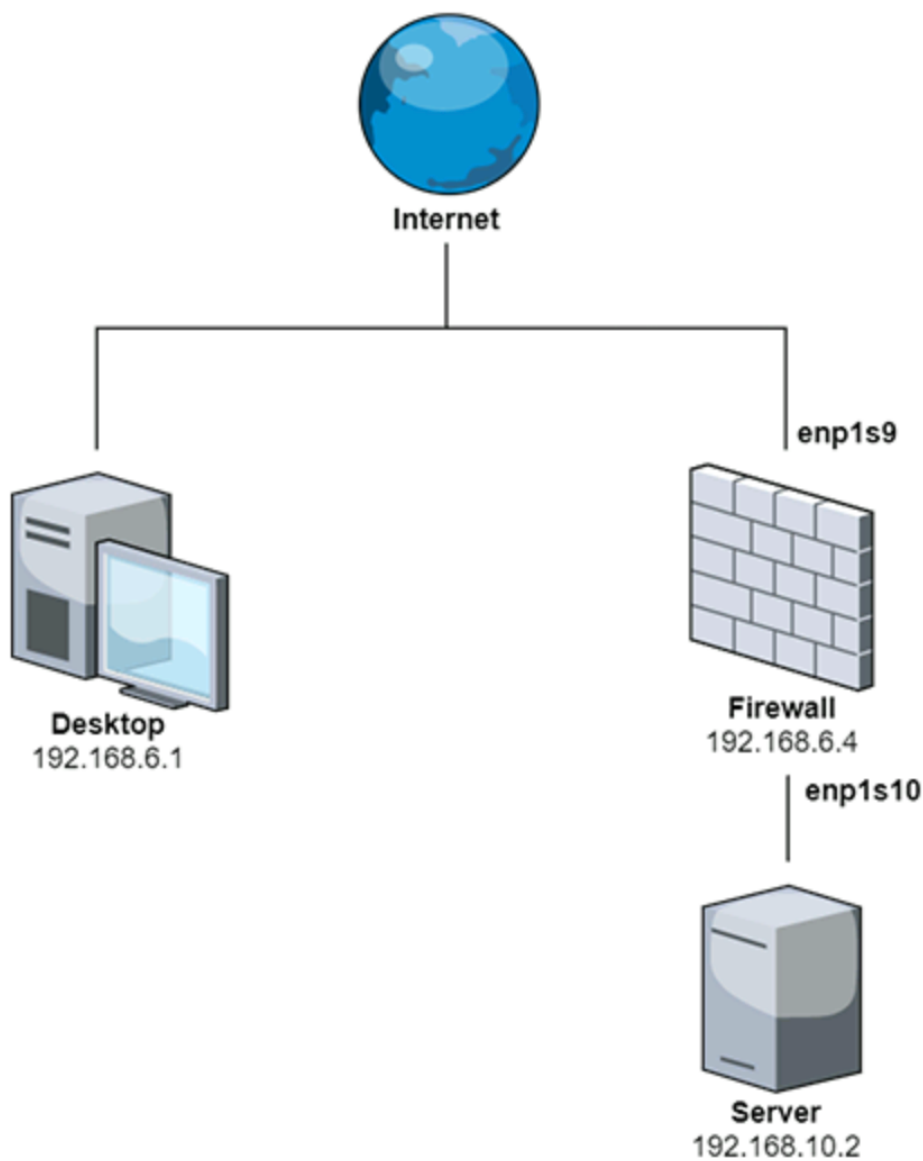 Internet
enp1s9
Desktop
192.168.6.1
Firewall
192.168.6.4
enp1s10
Server
192.168.10.2